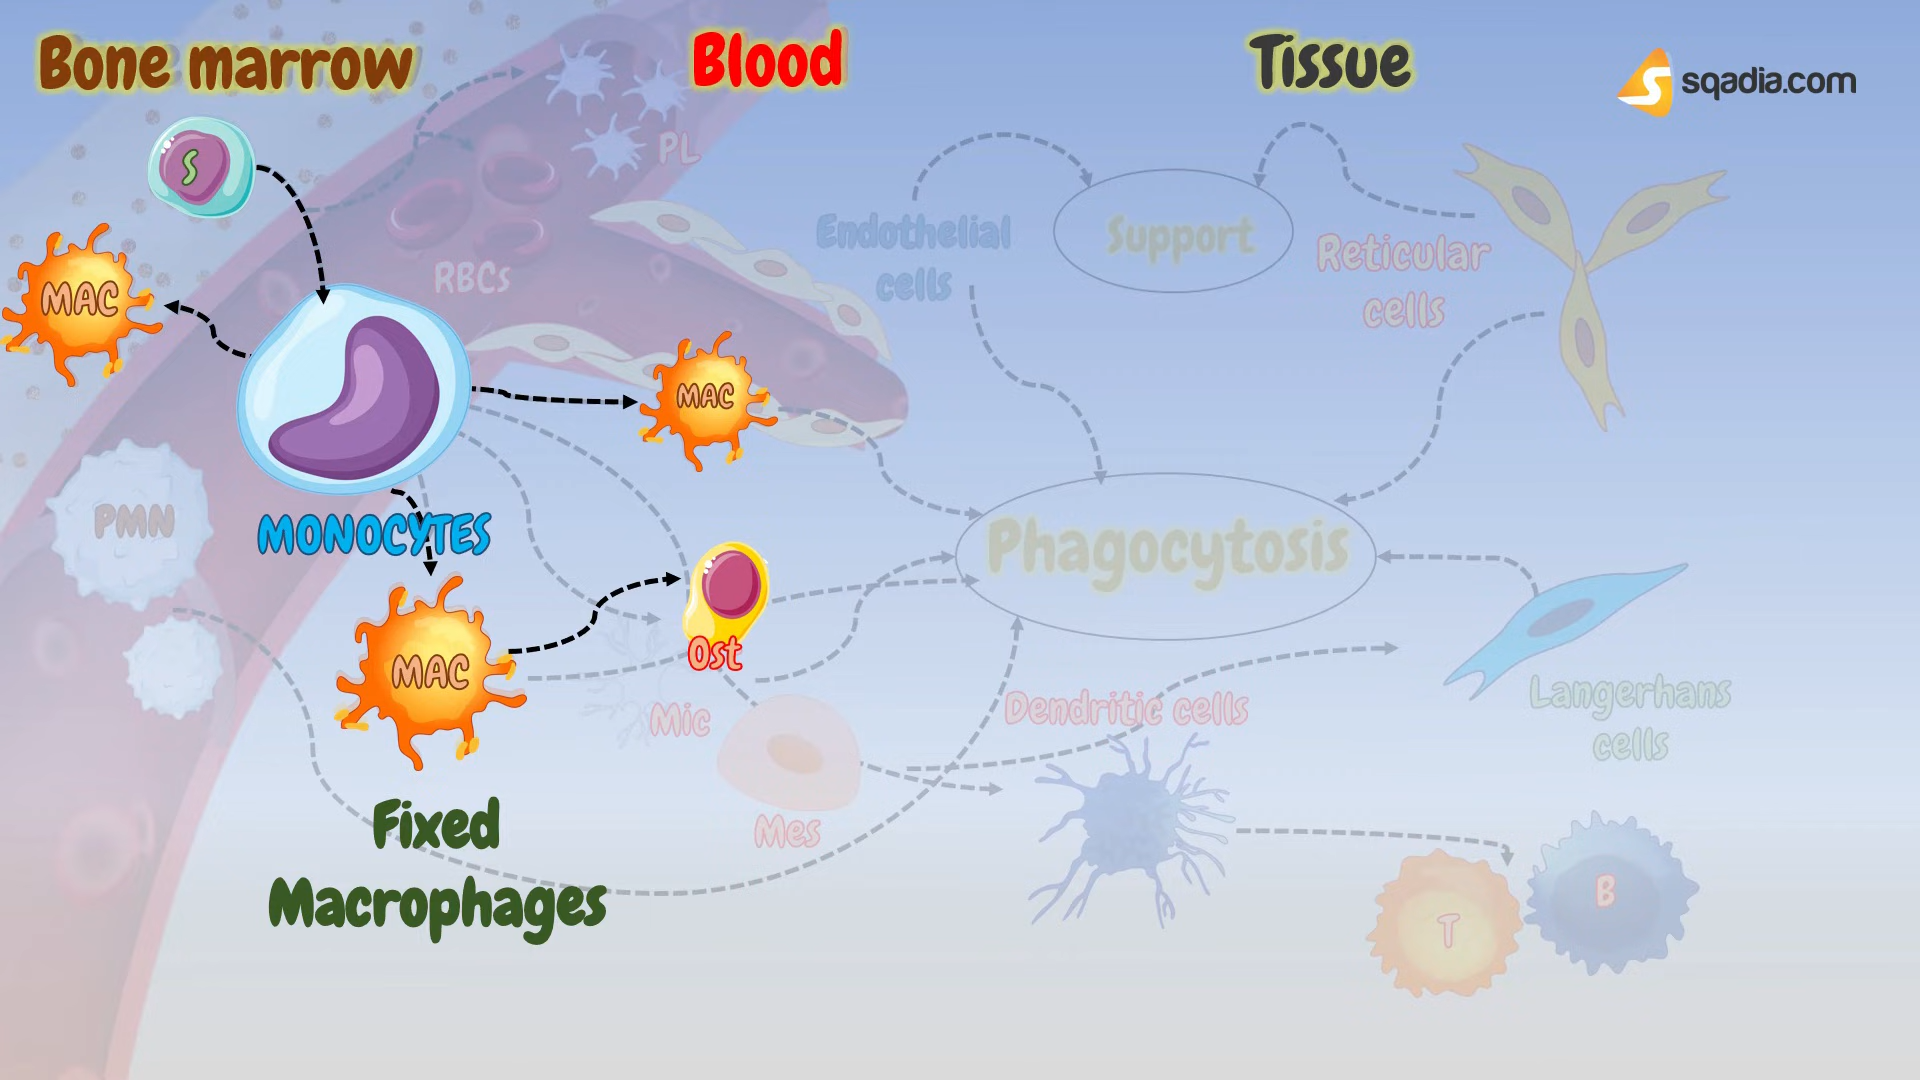 Bone marrow
Blood
Tissue
sqadia.com
S
PL
Endothelial
cells
Support
Reticular
cells
RBCs
MAC
MAC
PMN
MONOCYTES
Phagocytosis
Ost
MAC
Mic
Dendritic cells
Langerhans
cells
Fixed
Macrophages
Mes
T
B